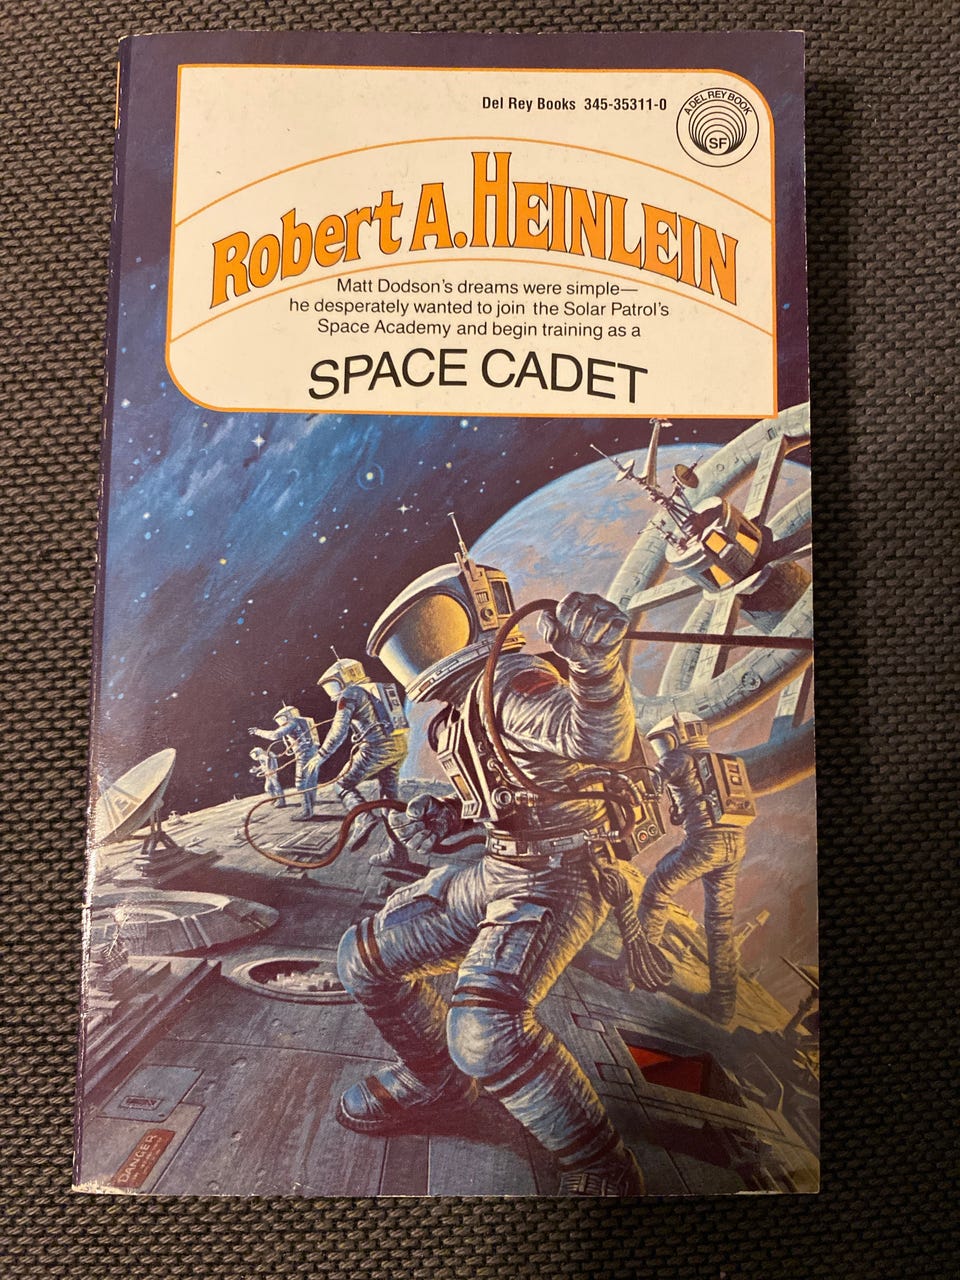 Del Rey Books 345-35311-0
A DEL REY BOOK
SF
Robert A. HEINLEIN
Matt Dodson's dreams were simple—
he desperately wanted to join the Solar Patrol's
Space Academy and begin training as a
SPACE CADET
DANGER